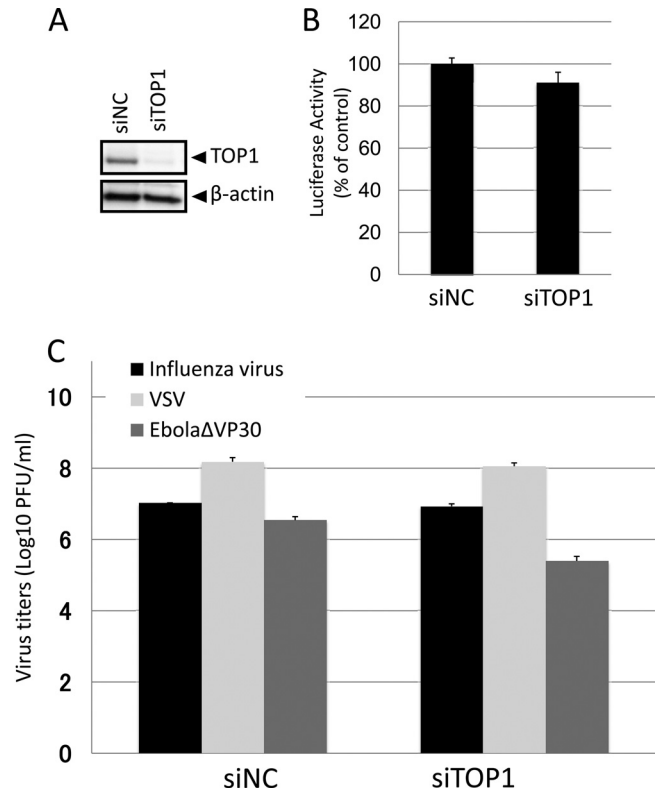 A
siNC
siTOP1
TOP1
β-actin
B
Luciferase Activity
(% of control)
120
100
80
60
40
20
0
siNC
siTOP1
C
Influenza virus
VSV
EbolaΔVP30
Virus titers (Log10 PFU/ml)
10
8
6
4
2
0
siNC
siTOP1